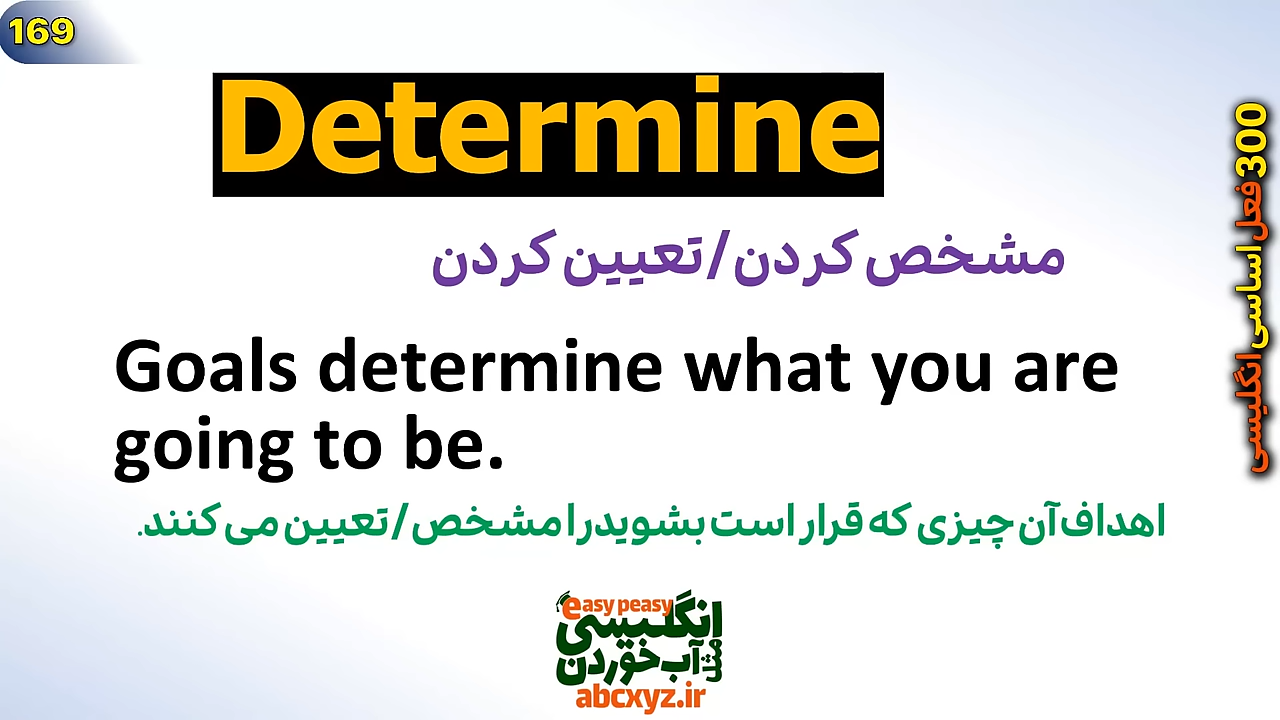 169
Determine
مشخص کردن/تعیین کردن
Goals determine what you are
going to be.
اهداف آن چیزی که قرار است بشوید را مشخص/تعیین می کنند.
300 فعل اساسی انگلیسی
easy peasy
انگلیسی
مثل آب خوردن
abcxyz.ir